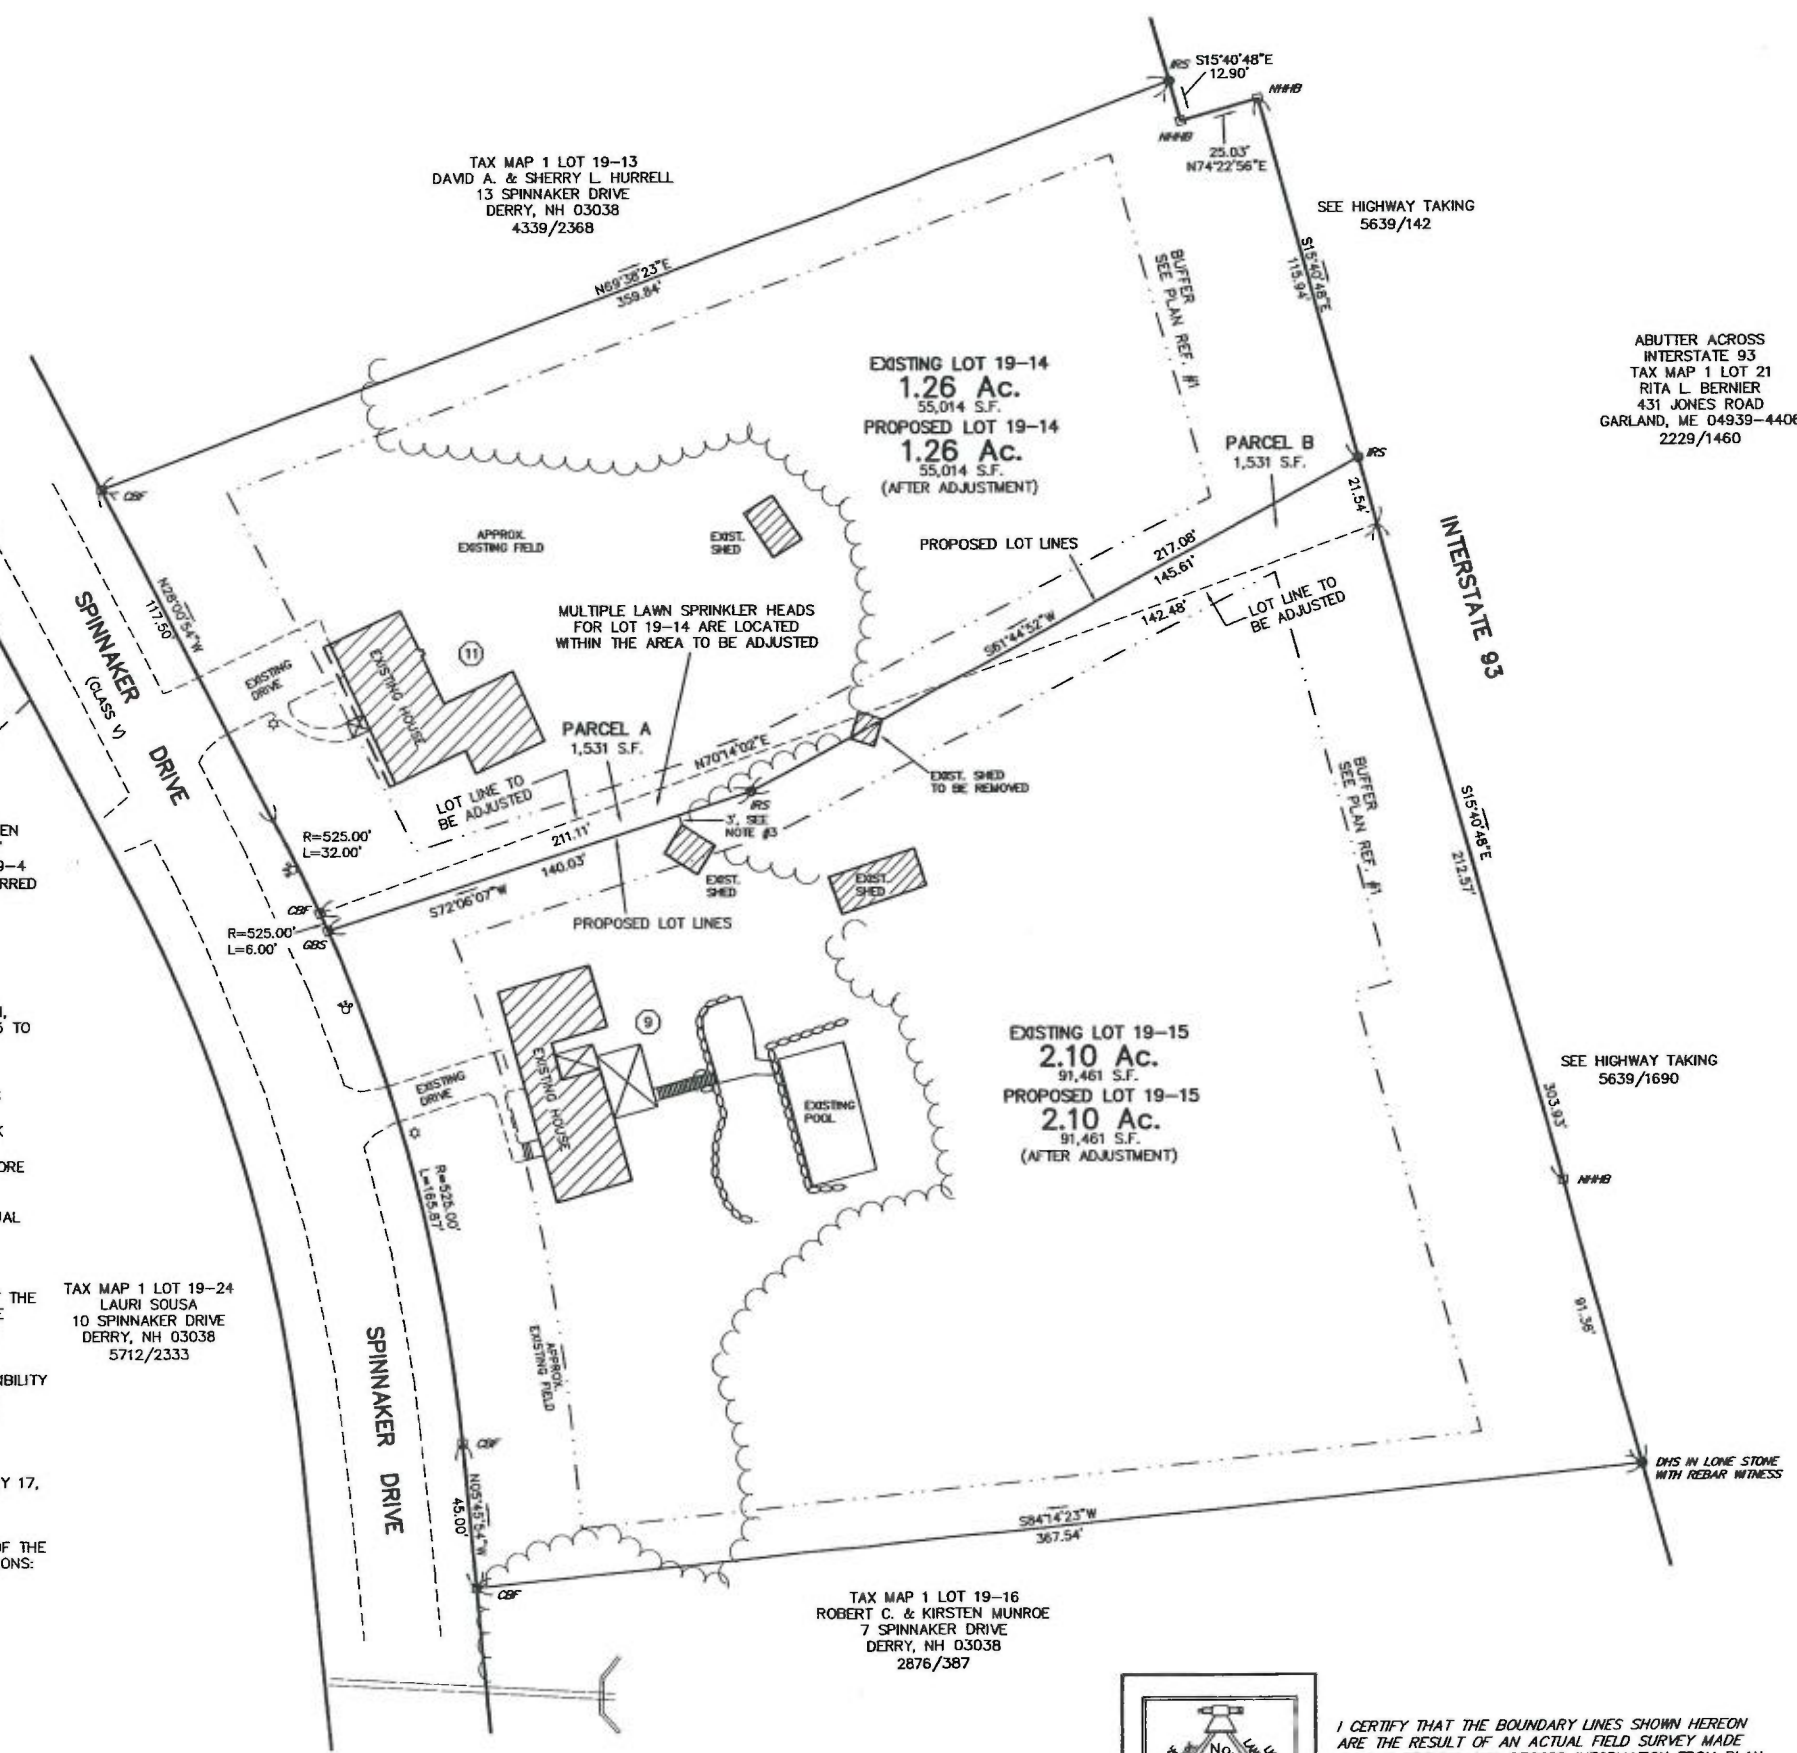 S15°40'48"E
12.90'
IRS
NHHB
NHHB
25.03'
N74°22'56"E
TAX MAP 1 LOT 19-13
DAVID A. & SHERRY L. HURRELL
13 SPINNAKER DRIVE
DERRY, NH 03038
4339/2368
SEE HIGHWAY TAKING
5639/142
N69°38'23"E
359.84'
S15°40'48"E
115.94'
BUFFER
SEE PLAN REF. #1
ABUTTER ACROSS
INTERSTATE 93
TAX MAP 1 LOT 21
RITA L. BERNIER
431 JONES ROAD
GARLAND, ME 04939-4406
2229/1460
EXISTING LOT 19-14
1.26 Ac.
55,014 S.F.
PROPOSED LOT 19-14
1.26 Ac.
55,014 S.F.
(AFTER ADJUSTMENT)
PARCEL B
1,531 S.F.
IRS
21.54'
CBF
APPROX.
EXISTING FIELD
EXIST.
SHED
PROPOSED LOT LINES
217.08'
145.61'
S61°44'52"W
142.48'
LOT LINE TO
BE ADJUSTED
INTERSTATE 93
N28°00'54"W
117.50'
SPINNAKER
(CLASS V)
DRIVE
MULTIPLE LAWN SPRINKLER HEADS
FOR LOT 19-14 ARE LOCATED
WITHIN THE AREA TO BE ADJUSTED
11
EXISTING
DRIVE
EXISTING HOUSE
PARCEL A
1,531 S.F.
N70°14'02"E
EXIST. SHED
TO BE REMOVED
LOT LINE TO
BE ADJUSTED
IRS
3', SEE
NOTE #3
R=525.00'
L=32.00'
211.11'
140.03'
EXIST.
SHED
EXIST.
SHED
CBF
S72°06'07"W
PROPOSED LOT LINES
R=525.00'
L=6.00'
GBS
BUFFER
SEE PLAN REF. #1
S15°40'48"E
212.57'
EN
9-4
RRED
TO
9
EXISTING
DRIVE
EXISTING HOUSE
EXISTING
POOL
EXISTING LOT 19-15
2.10 Ac.
91,461 S.F.
PROPOSED LOT 19-15
2.10 Ac.
91,461 S.F.
(AFTER ADJUSTMENT)
SEE HIGHWAY TAKING
5639/1690
303.93'
NHHB
ORE
R=525.00'
L=165.87'
UAL
THE
TAX MAP 1 LOT 19-24
LAURI SOUSA
10 SPINNAKER DRIVE
DERRY, NH 03038
5712/2333
91.36'
SPINNAKER DRIVE
APPROX.
EXISTING FIELD
IBILITY
CBF
Y 17,
DHS IN LONE STONE
WITH REBAR WITNESS
N05°45'54"W
45.00'
S84°14'23"W
367.54'
OF THE
ONS:
CBF
TAX MAP 1 LOT 19-16
ROBERT C. & KIRSTEN MUNROE
7 SPINNAKER DRIVE
DERRY, NH 03038
2876/387
No.
I CERTIFY THAT THE BOUNDARY LINES SHOWN HEREON
ARE THE RESULT OF AN ACTUAL FIELD SURVEY MADE